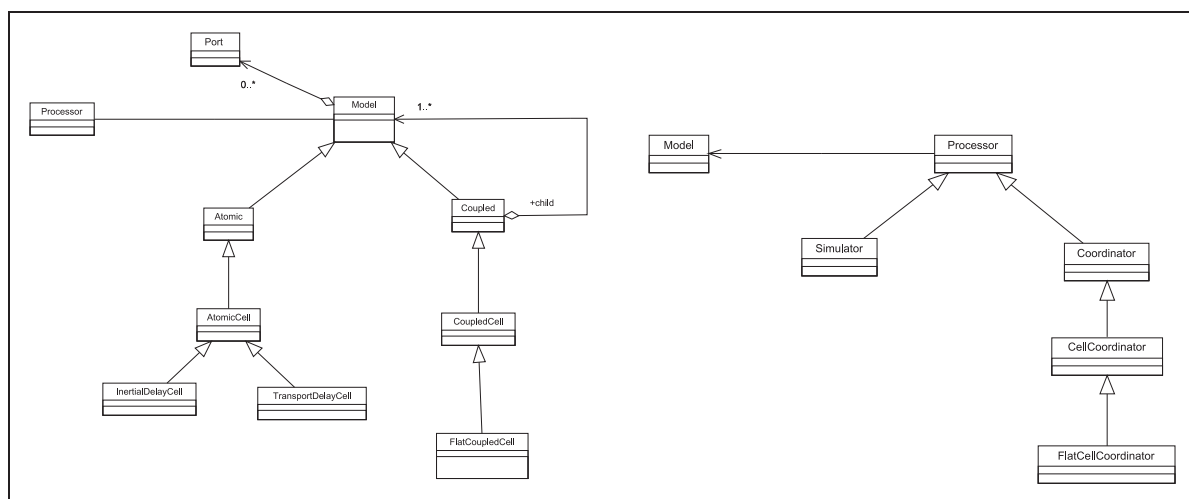 Port
0..*
Processor
Model
1..*
Atomic
Coupled
+child
AtomicCell
CoupledCell
InertialDelayCell
TransportDelayCell
FlatCoupledCell
Model
Processor
Simulator
Coordinator
CellCoordinator
FlatCellCoordinator